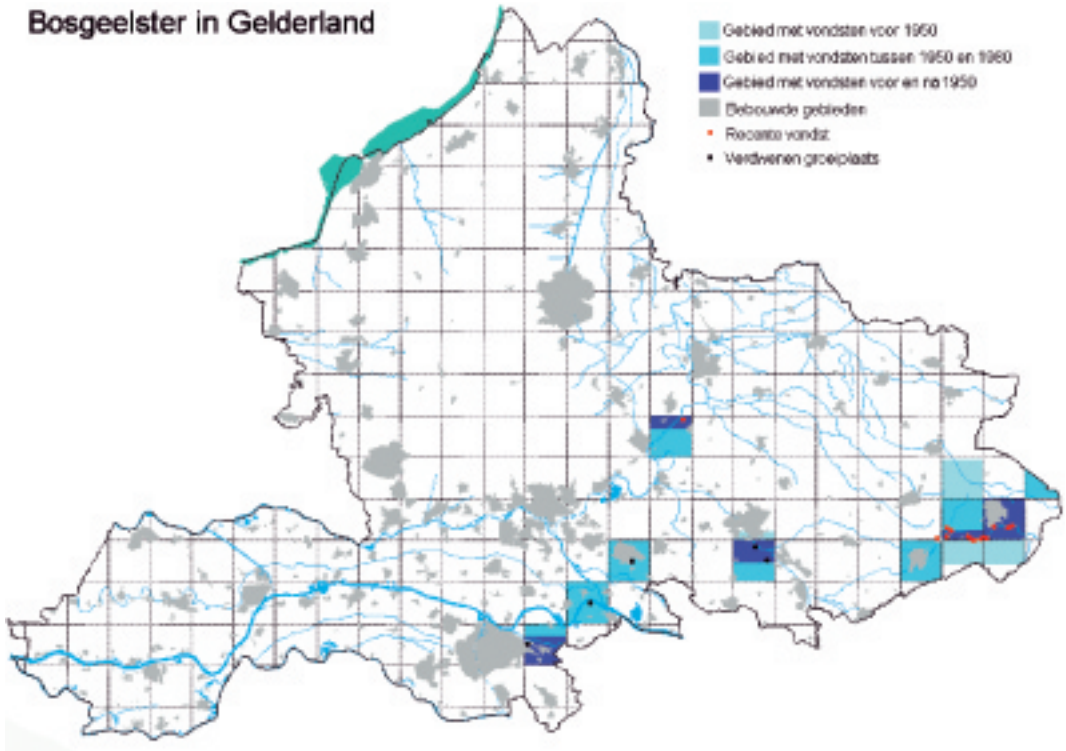 Bosgeelster in Gelderland
Gebied met vondsten voor 1950
Gebied met vondsten tussen 1950 en 1980
Gebied met vondsten voor en na 1950
Bebouwde gebieden
Recente vondst
Verdwenen groeiplaats